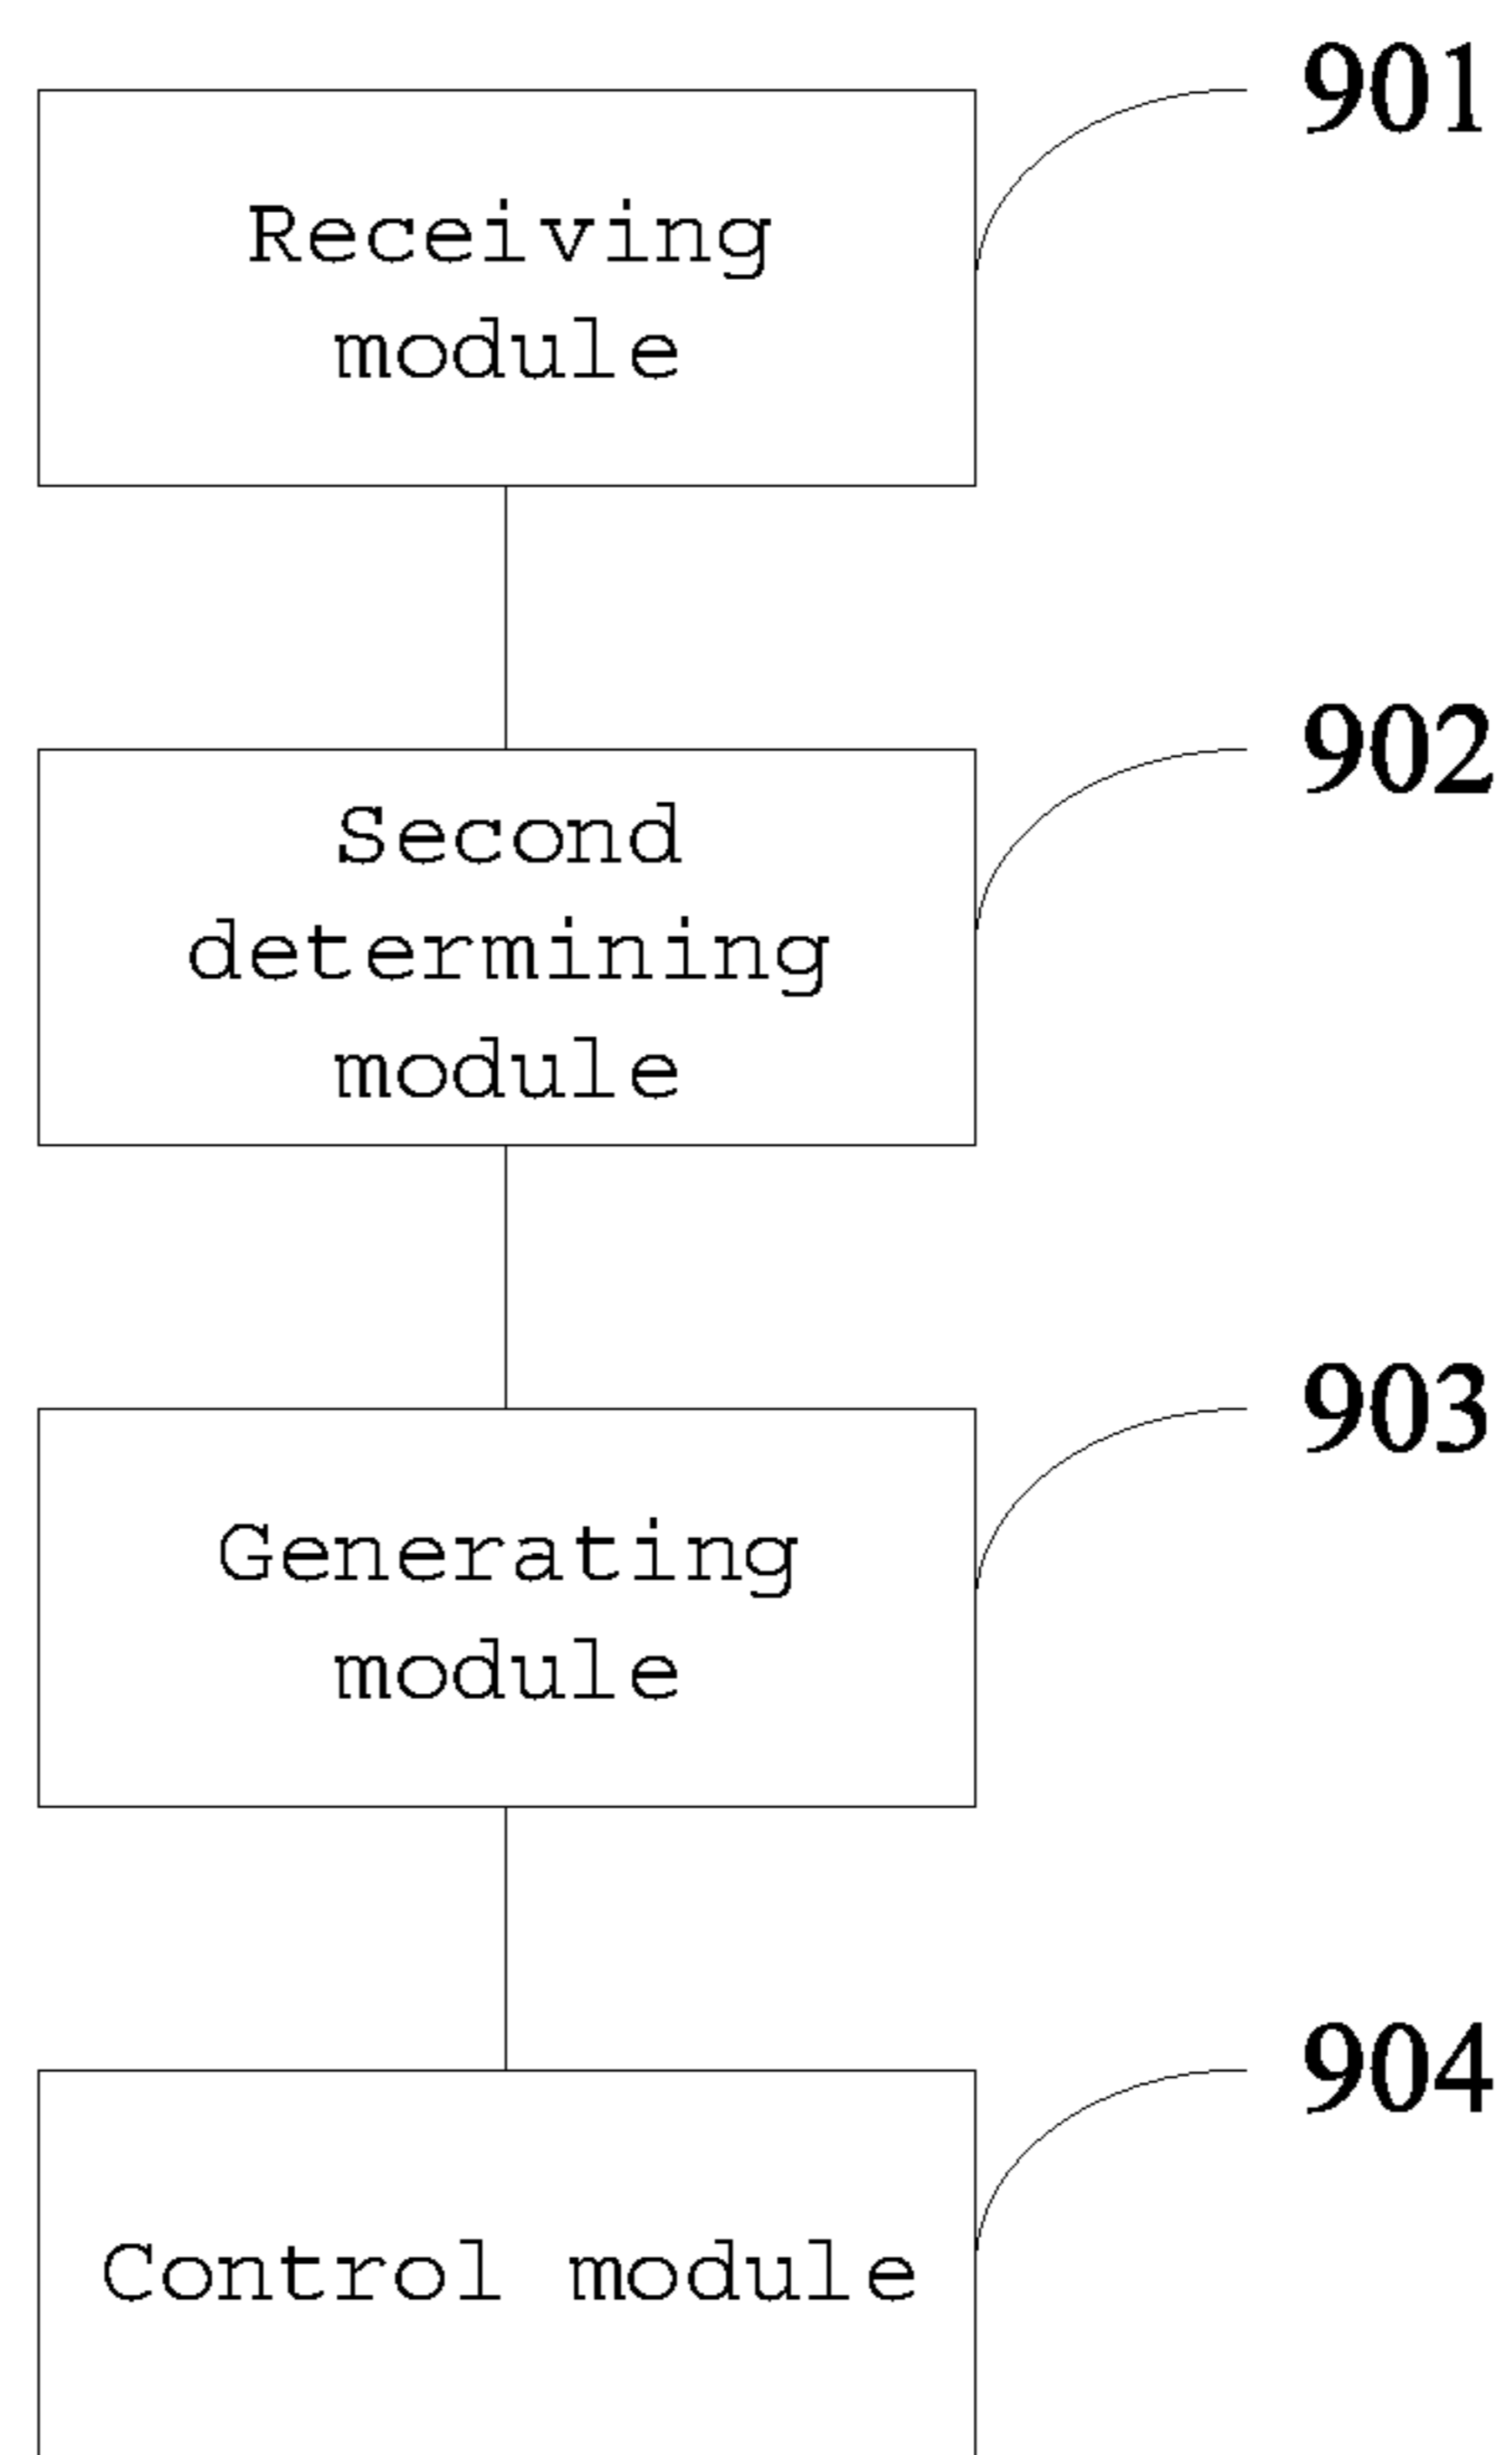 901
Receiving
module
902
Second
determining
module
903
Generating
module
904
Control module